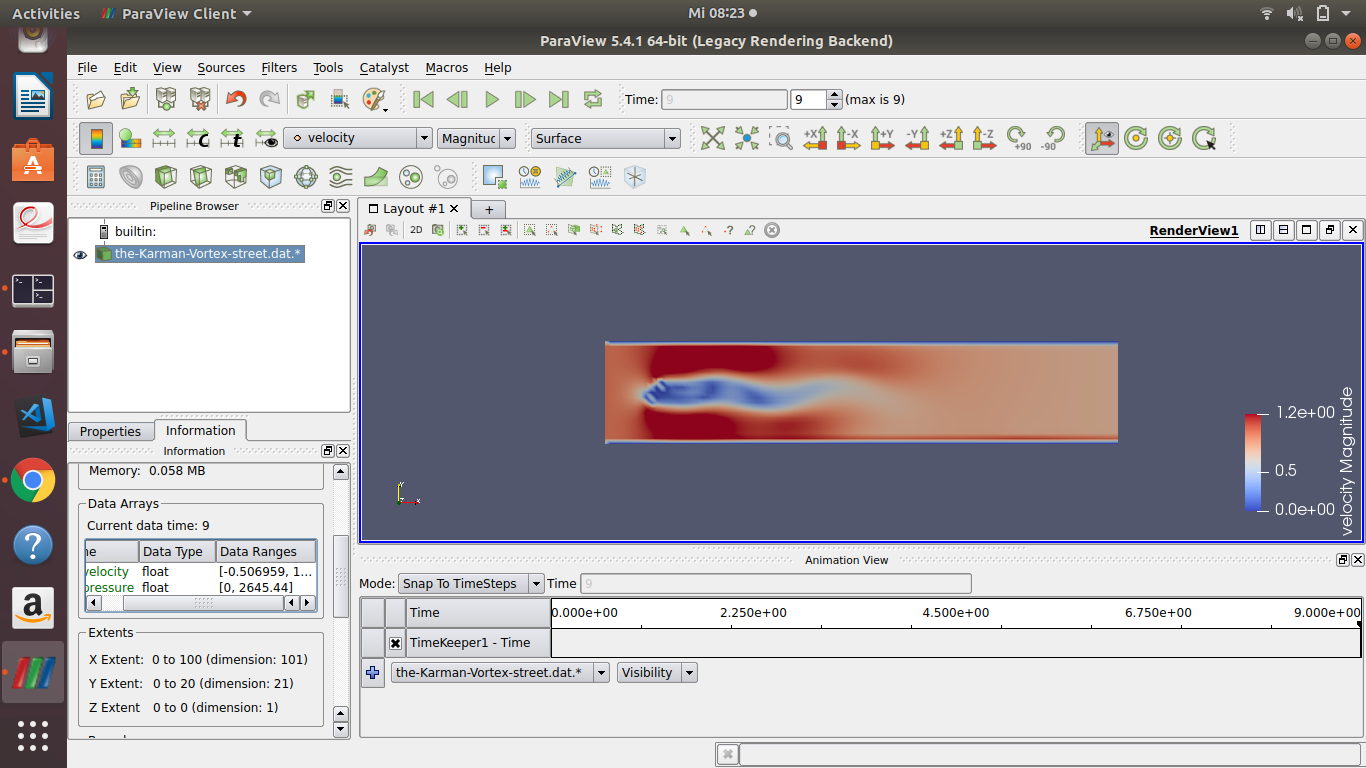 Activities ParaView Client Mi 08:23
ParaView 5.4.1 64-bit (Legacy Rendering Backend)
File Edit View Sources Filters Tools Catalyst Macros Help
Time: 9 9 (max is 9)
velocity Magnituc Surface +X -X +Y -Y +Z -Z +90 -90
Pipeline Browser
builtin:
the-Karman-Vortex-street.dat.*
Layout #1
2D
RenderView1
1.2e+00
0.5
0.0e+00
velocity Magnitude
Y
X
Properties Information
Information
Memory: 0.058 MB
Data Arrays
Current data time: 9
ne Data Type Data Ranges
velocity float [-0.506959, 1...
pressure float [0, 2645.44]
Extents
X Extent: 0 to 100 (dimension: 101)
Y Extent: 0 to 20 (dimension: 21)
Z Extent 0 to 0 (dimension: 1)
Animation View
Mode: Snap To TimeSteps Time 9
Time 0.000e+00 2.250e+00 4.500e+00 6.750e+00 9.000e+00
TimeKeeper1 - Time
the-Karman-Vortex-street.dat.* Visibility